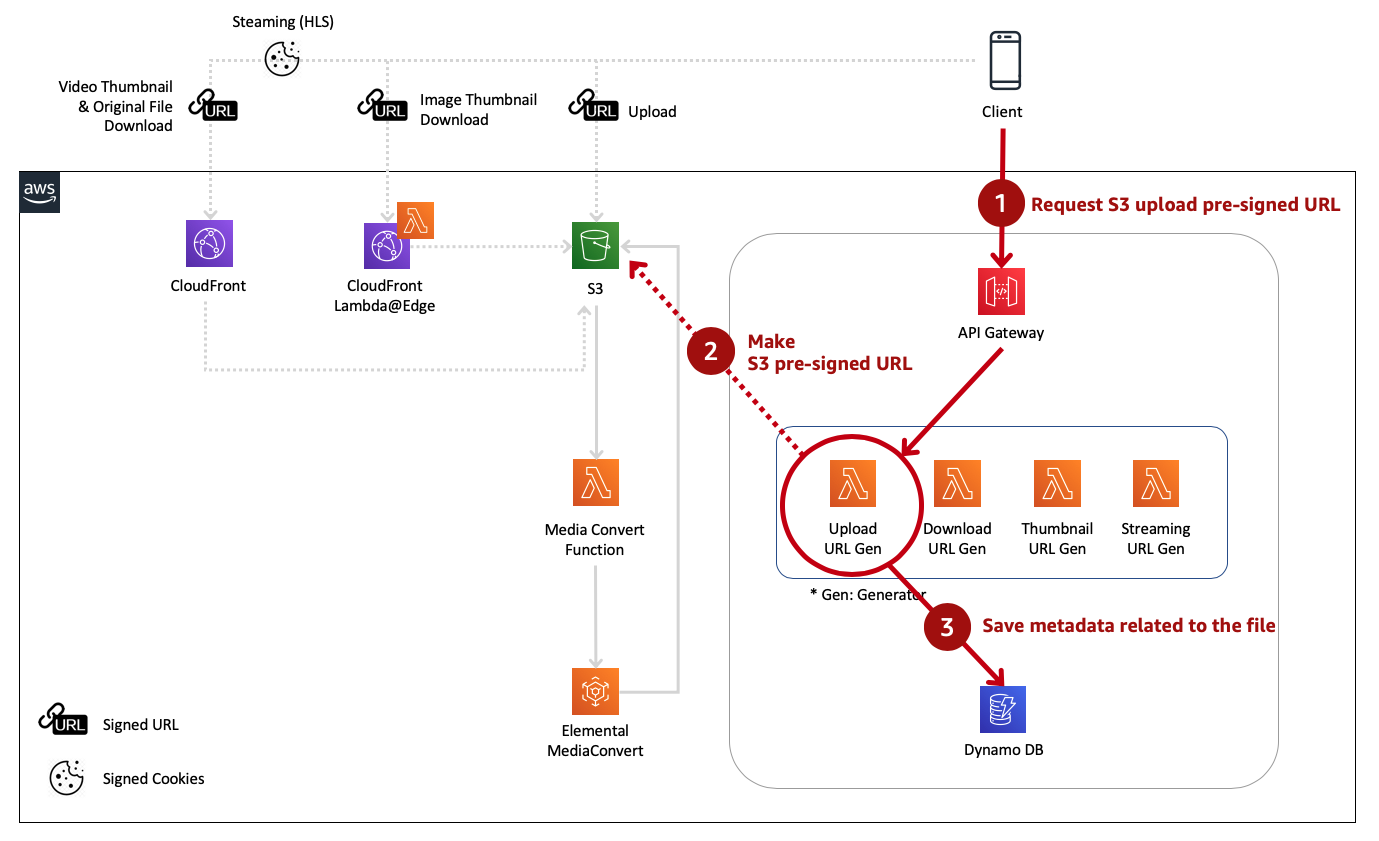 Steaming (HLS)
Video Thumbnail
& Original File
Download
URL
URL
Image Thumbnail
Download
URL
Upload
Client
aws
1
Request S3 upload pre-signed URL
CloudFront
CloudFront
Lambda@Edge
S3
API Gateway
2
Make
S3 pre-signed URL
Upload
URL Gen
Download
URL Gen
Thumbnail
URL Gen
Streaming
URL Gen
* Gen: Generator
Media Convert
Function
3
Save metadata related to the file
Elemental
MediaConvert
Dynamo DB
URL
Signed URL
Signed Cookies